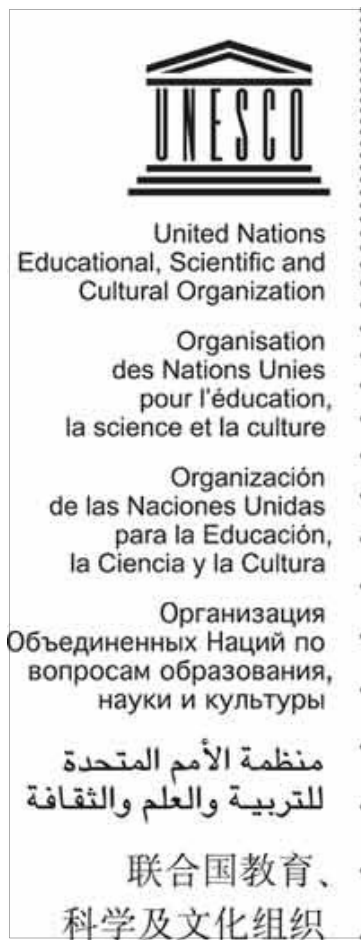 UNESCO
United Nations
Educational, Scientific and
Cultural Organization
Organisation
des Nations Unies
pour l'éducation,
la science et la culture
Organización
de las Naciones Unidas
para la Educación,
la Ciencia y la Cultura
Организация
Объединенных Наций по
вопросам образования,
науки и культуры
منظمة الأمم المتحدة
للتربية والعلم والثقافة
联合国教育、
科学及文化组织